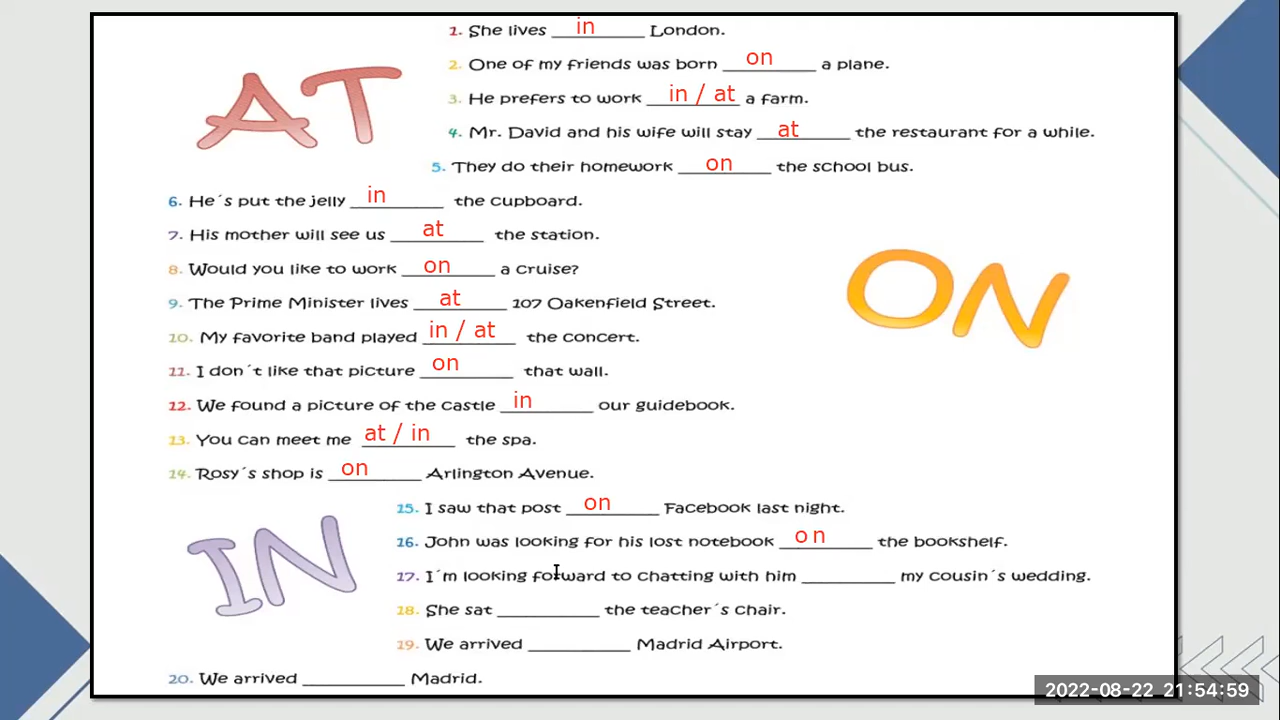 AT
1. She lives in London.
2. One of my friends was born on a plane.
3. He prefers to work in / at a farm.
4. Mr. David and his wife will stay at the restaurant for a while.
5. They do their homework on the school bus.
6. He´s put the jelly in the cupboard.
7. His mother will see us at the station.
8. Would you like to work on a cruise?
9. The Prime Minister lives at 107 Oakenfield Street.
ON
10. My favorite band played in / at the concert.
11. I don´t like that picture on that wall.
12. We found a picture of the castle in our guidebook.
13. You can meet me at / in the spa.
14. Rosy´s shop is on Arlington Avenue.
15. I saw that post on Facebook last night.
16. John was looking for his lost notebook on the bookshelf.
IN
17. I´m looking forward to chatting with him __________ my cousin´s wedding.
18. She sat ___________ the teacher´s chair.
19. We arrived ___________ Madrid Airport.
20. We arrived ___________ Madrid.
2022-08-22 21:54:59